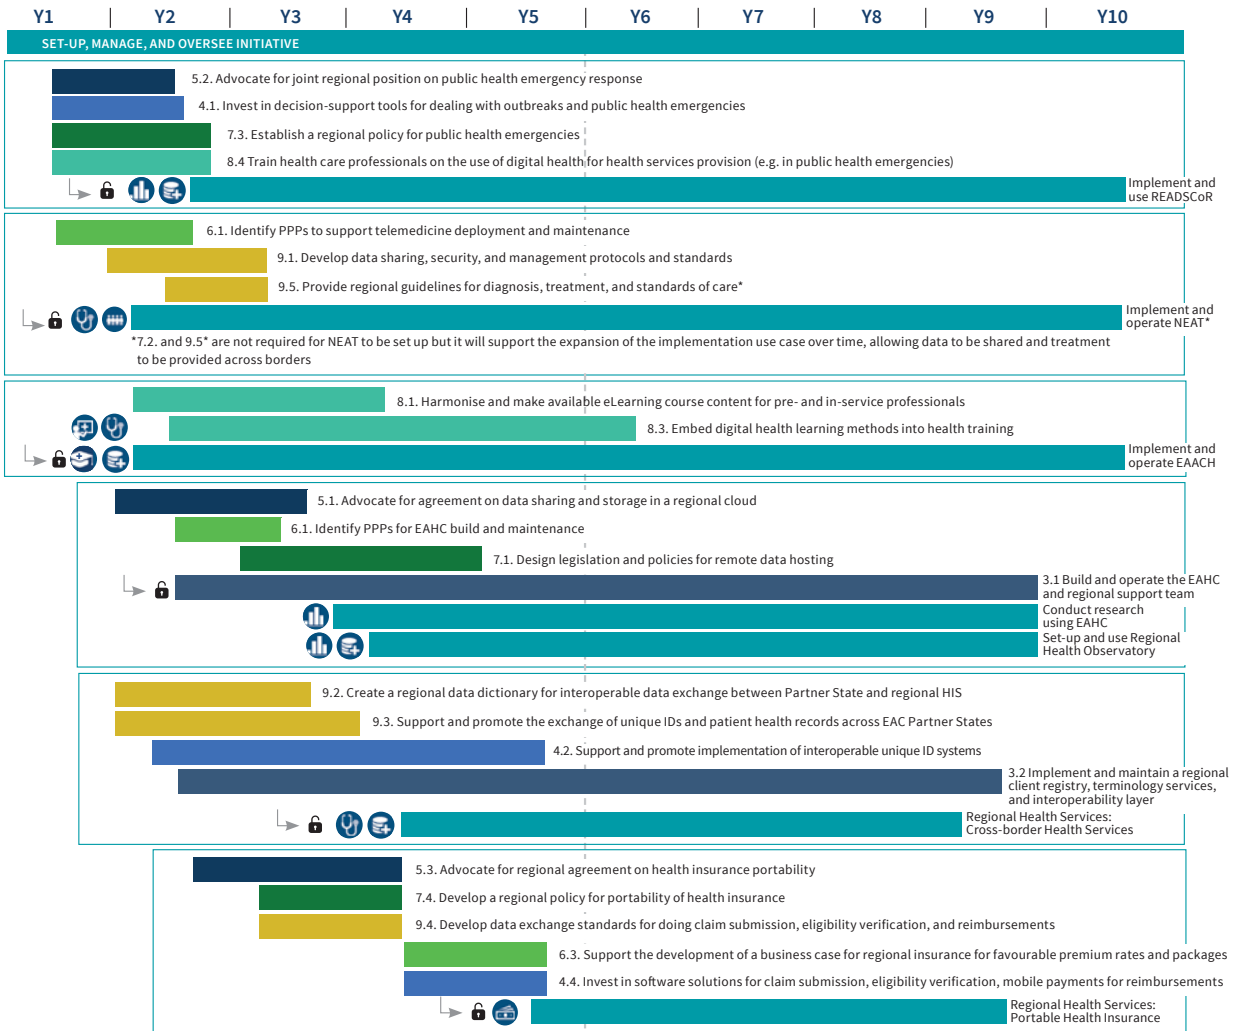 Y1 Y2 Y3 Y4 Y5 Y6 Y7 Y8 Y9 Y10
SET-UP, MANAGE, AND OVERSEE INITIATIVE
5.2. Advocate for joint regional position on public health emergency response
4.1. Invest in decision-support tools for dealing with outbreaks and public health emergencies
7.3. Establish a regional policy for public health emergencies
8.4 Train health care professionals on the use of digital health for health services provision (e.g. in public health emergencies)
Implement and
use READSCoR
6.1. Identify PPPs to support telemedicine deployment and maintenance
9.1. Develop data sharing, security, and management protocols and standards
9.5. Provide regional guidelines for diagnosis, treatment, and standards of care*
Implement and
operate NEAT*
*7.2. and 9.5* are not required for NEAT to be set up but it will support the expansion of the implementation use case over time, allowing data to be shared and treatment
to be provided across borders
8.1. Harmonise and make available eLearning course content for pre- and in-service professionals
8.3. Embed digital health learning methods into health training
Implement and
operate EAACH
5.1. Advocate for agreement on data sharing and storage in a regional cloud
6.1. Identify PPPs for EAHC build and maintenance
7.1. Design legislation and policies for remote data hosting
3.1 Build and operate the EAHC
and regional support team
Conduct research
using EAHC
Set-up and use Regional
Health Observatory
9.2. Create a regional data dictionary for interoperable data exchange between Partner State and regional HIS
9.3. Support and promote the exchange of unique IDs and patient health records across EAC Partner States
4.2. Support and promote implementation of interoperable unique ID systems
3.2 Implement and maintain a regional
client registry, terminology services,
and interoperability layer
Regional Health Services:
Cross-border Health Services
5.3. Advocate for regional agreement on health insurance portability
7.4. Develop a regional policy for portability of health insurance
9.4. Develop data exchange standards for doing claim submission, eligibility verification, and reimbursements
6.3. Support the development of a business case for regional insurance for favourable premium rates and packages
4.4. Invest in software solutions for claim submission, eligibility verification, mobile payments for reimbursements
Regional Health Services:
Portable Health Insurance